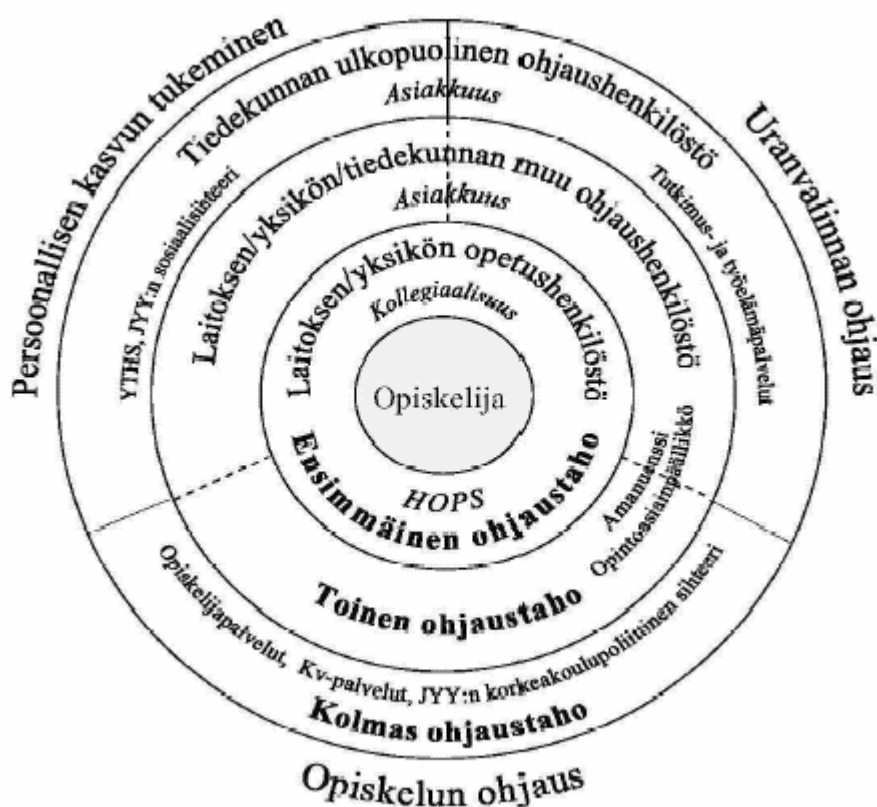 Persoonallisen kasvun tukeminen
Uranvalinnan ohjaus
Tiedekunnan ulkopuolinen ohjaushenkilöstö
Asiakkuus
YTHS, JYY:n sosiaalisihteeri
Tutkimus- ja työelämäpalvelut
Laitoksen/yksikön/tiedekunnan muu ohjaushenkilöstö
Asiakkuus
Laitoksen/yksikön opetushenkilöstö
Kollegiaalisuus
Opiskelija
HOPS
Ensimmäinen ohjaustaho
Amanuenssi
Opintoasiainpäällikkö
Toinen ohjaustaho
Opiskelijapalvelut, Kv-palvelut, JYY:n korkeakoulupoliittinen sihteeri
Kolmas ohjaustaho
Opiskelun ohjaus